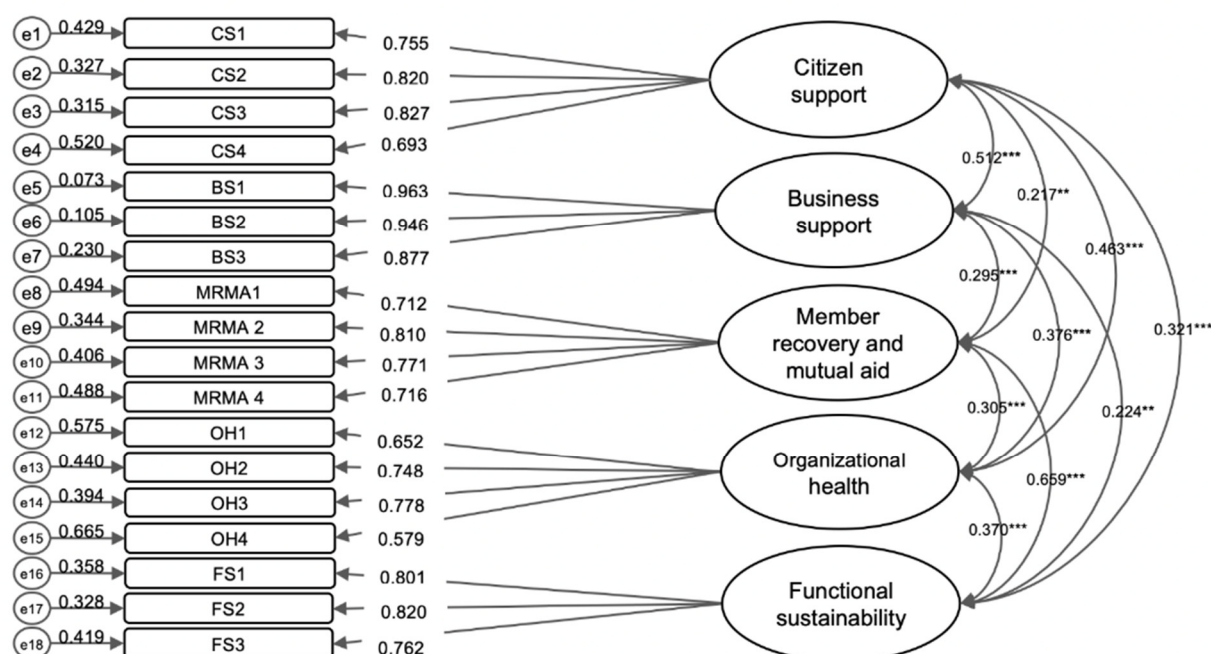 e1 0.429 CS1 0.755
e2 0.327 CS2 0.820
e3 0.315 CS3 0.827
e4 0.520 CS4 0.693
e5 0.073 BS1 0.963
e6 0.105 BS2 0.946
e7 0.230 BS3 0.877
e8 0.494 MRMA1 0.712
e9 0.344 MRMA 2 0.810
e10 0.406 MRMA 3 0.771
e11 0.488 MRMA 4 0.716
e12 0.575 OH1 0.652
e13 0.440 OH2 0.748
e14 0.394 OH3 0.778
e15 0.665 OH4 0.579
e16 0.358 FS1 0.801
e17 0.328 FS2 0.820
e18 0.419 FS3 0.762
Citizen
support
Business
support
Member
recovery and
mutual aid
Organizational
health
Functional
sustainability
0.512***
0.217**
0.463***
0.295***
0.321***
0.376***
0.305***
0.224**
0.659***
0.370***